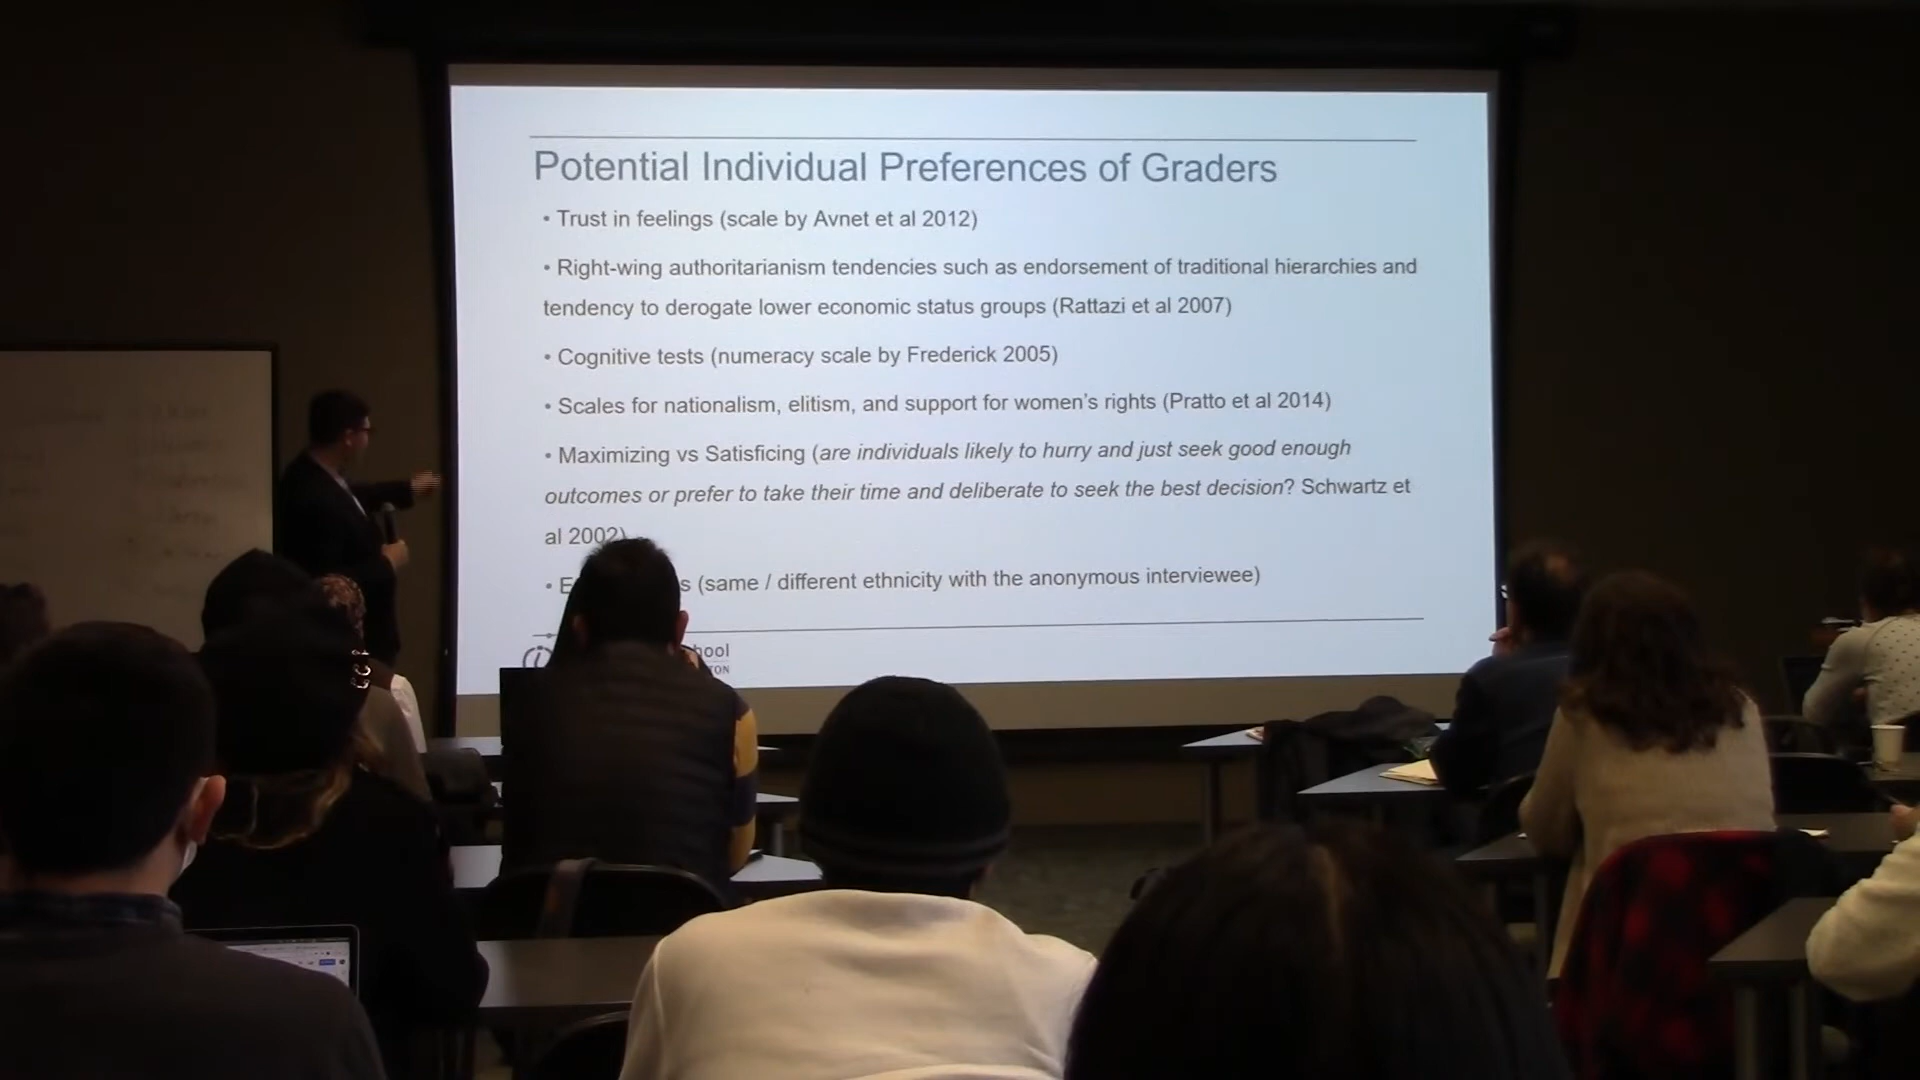 Potential Individual Preferences of Graders
• Trust in feelings (scale by Avnet et al 2012)
• Right-wing authoritarianism tendencies such as endorsement of traditional hierarchies and
tendency to derogate lower economic status groups (Rattazi et al 2007)
• Cognitive tests (numeracy scale by Frederick 2005)
• Scales for nationalism, elitism, and support for women's rights (Pratto et al 2014)
• Maximizing vs Satisficing (are individuals likely to hurry and just seek good enough
outcomes or prefer to take their time and deliberate to seek the best decision? Schwartz et
al 2002)
• (same / different ethnicity with the anonymous interviewee)